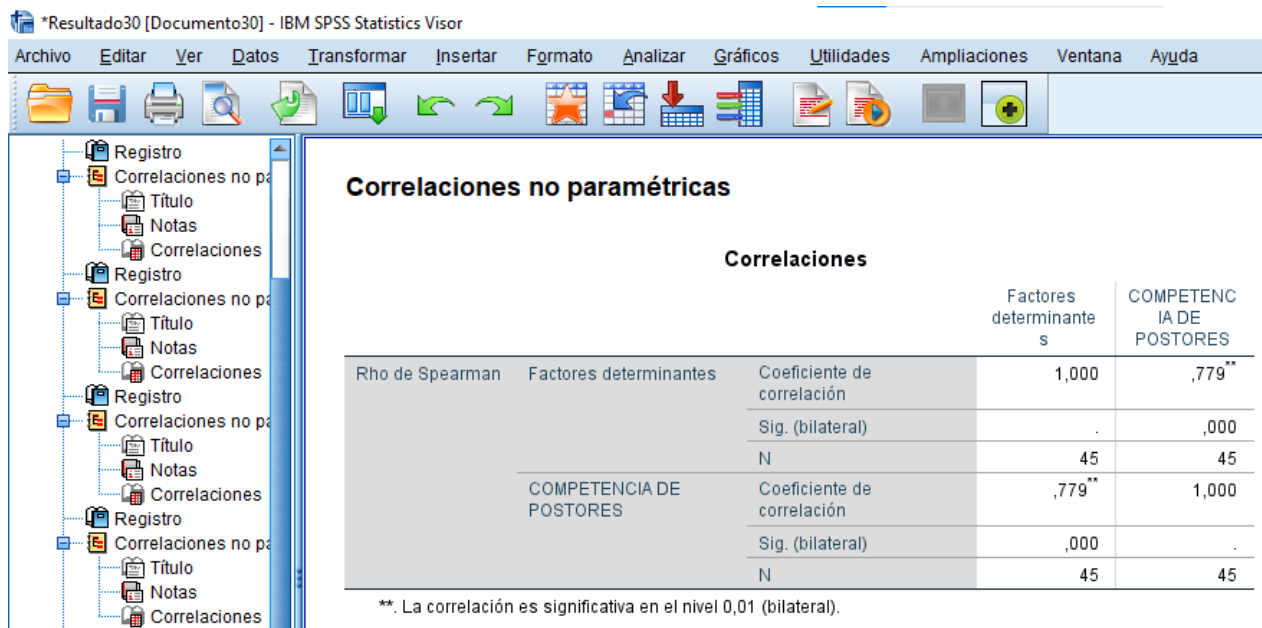 *Resultado30 [Documento30] - IBM SPSS Statistics Visor
Archivo Editar Ver Datos Transformar Insertar Formato Analizar Gráficos Utilidades Ampliaciones Ventana Ayuda
Registro
Correlaciones no pa
Título
Notas
Correlaciones
Registro
Correlaciones no pa
Título
Notas
Correlaciones
Registro
Correlaciones no pa
Título
Notas
Correlaciones
Registro
Correlaciones no pa
Título
Notas
Correlaciones
Correlaciones no paramétricas
Correlaciones
Factores
determinante
s
COMPETENC
IA DE
POSTORES
Rho de Spearman Factores determinantes Coeficiente de
correlación 1,000 ,779**
Sig. (bilateral) . ,000
N 45 45
COMPETENCIA DE
POSTORES
Coeficiente de
correlación ,779** 1,000
Sig. (bilateral) ,000 .
N 45 45
**. La correlación es significativa en el nivel 0,01 (bilateral).